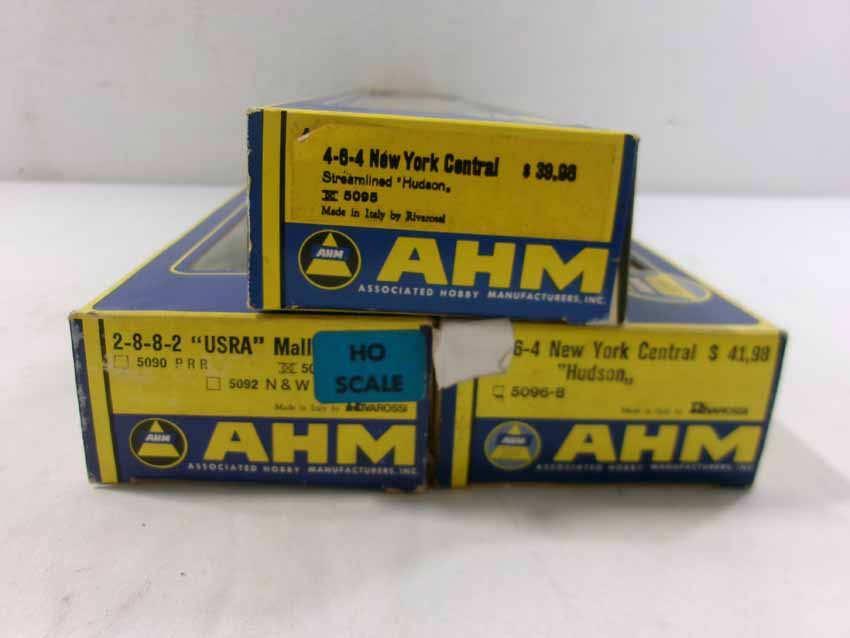 4-6-4 New York Central $ 39.98
Streamlined "Hudson„
5095
Made in Italy by Rivarossi
AHM
AHM
ASSOCIATED HOBBY MANUFACTURERS, INC.
2-8-8-2 "USRA" Mall
5090 P R R
50
5092 N & W
HO
SCALE
Made in Italy by RIVAROSSI
AHM
AHM
ASSOCIATED HOBBY MANUFACTURERS, INC.
6-4 New York Central $ 41,98
"Hudson„
5096-B
Made in Italy by RIVAROSSI
AHM
AHM
ASSOCIATED HOBBY MANUFACTURERS, INC